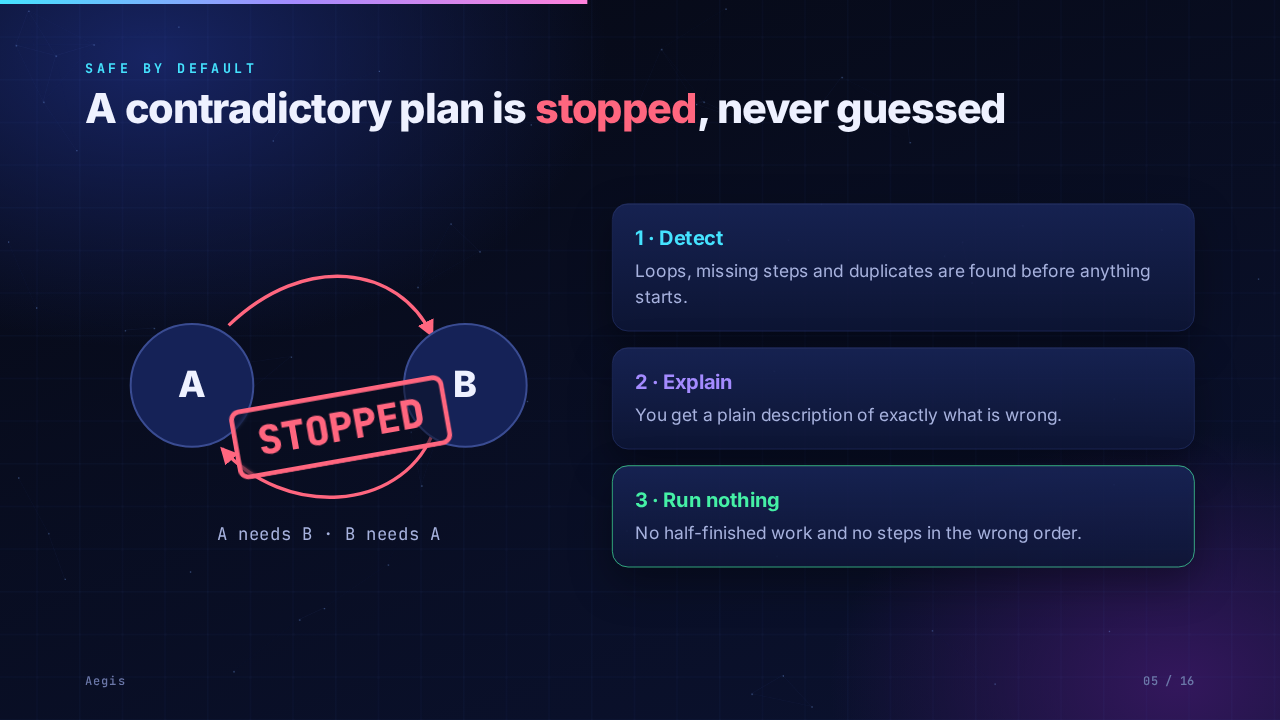 SAFE BY DEFAULT
A contradictory plan is stopped, never guessed
A
B
STOPPED
A needs B · B needs A
1 · Detect
Loops, missing steps and duplicates are found before anything
starts.
2 · Explain
You get a plain description of exactly what is wrong.
3 · Run nothing
No half-finished work and no steps in the wrong order.
Aegis
05 / 16